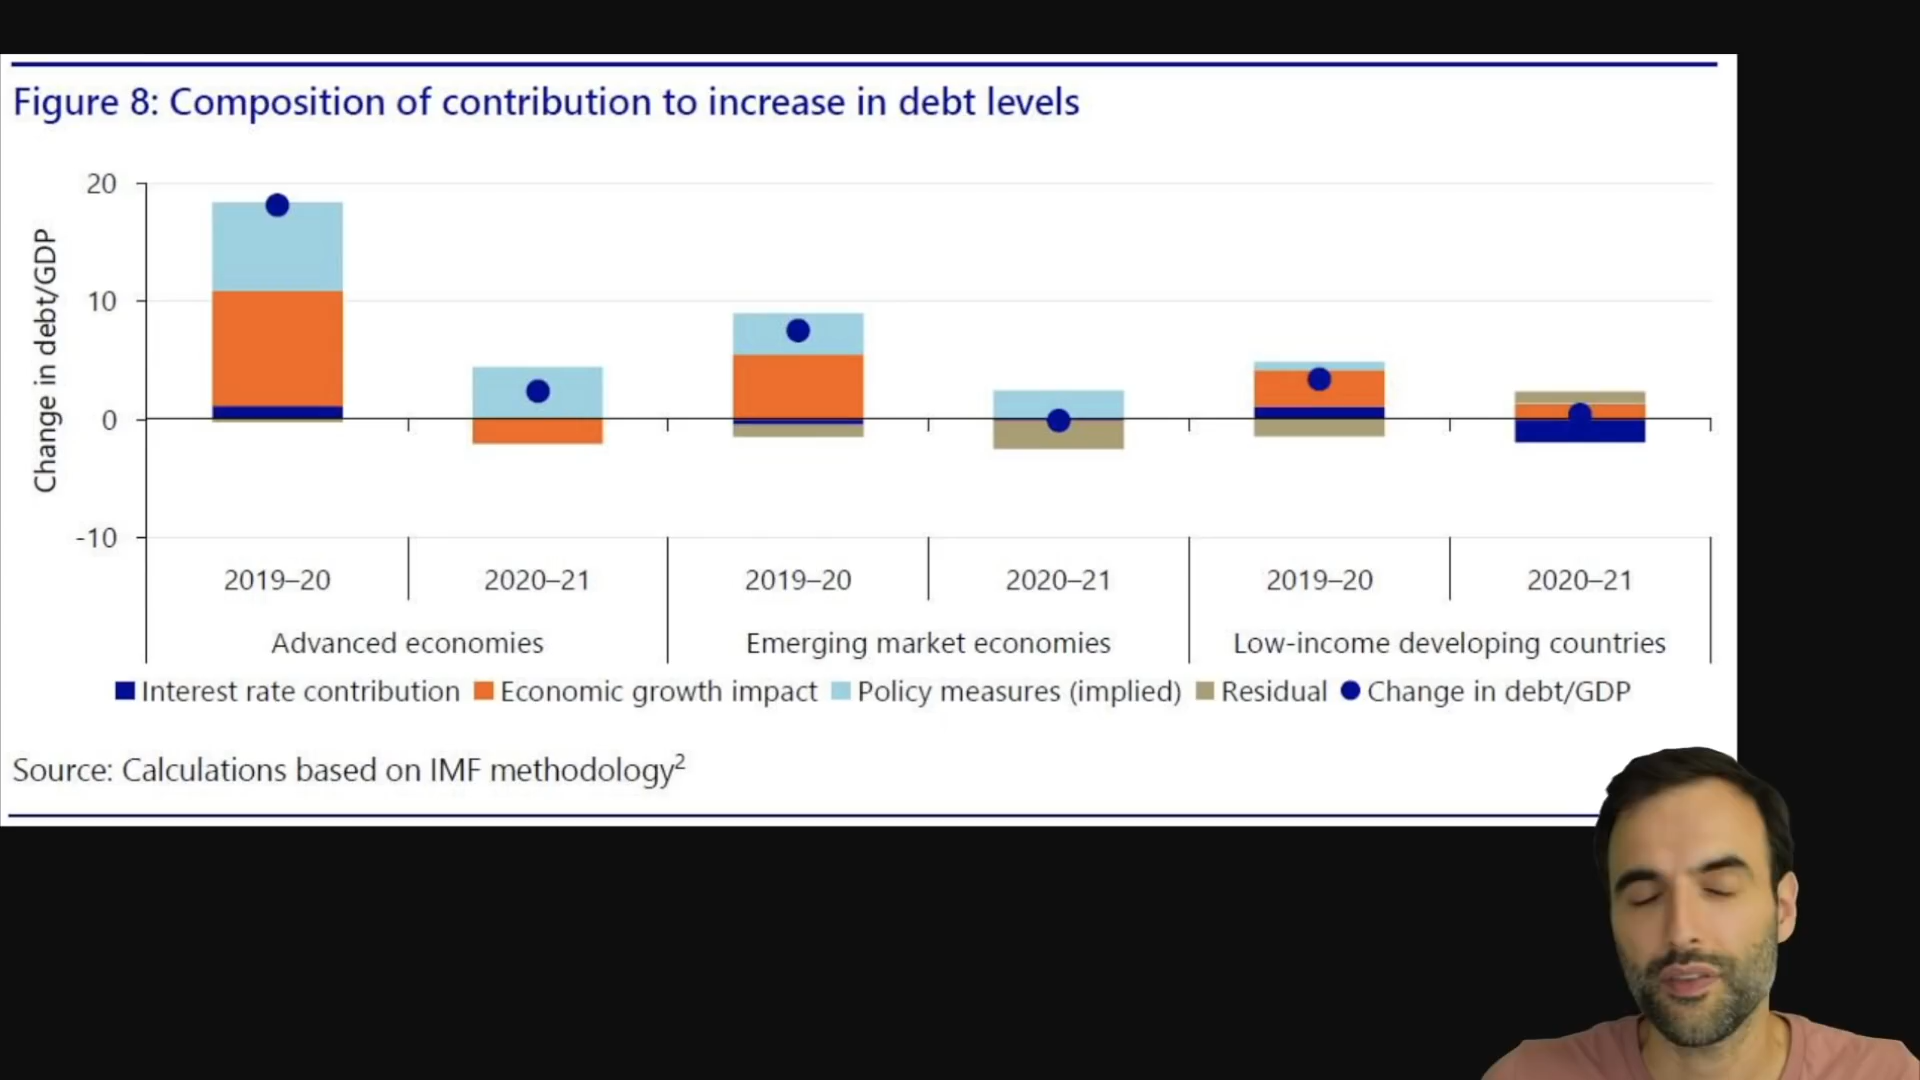 Figure 8: Composition of contribution to increase in debt levels
Change in debt/GDP
20
10
0
-10
2019–20 2020–21 2019–20 2020–21 2019–20 2020–21
Advanced economies Emerging market economies Low-income developing countries
Interest rate contribution Economic growth impact Policy measures (implied) Residual Change in debt/GDP
Source: Calculations based on IMF methodology2